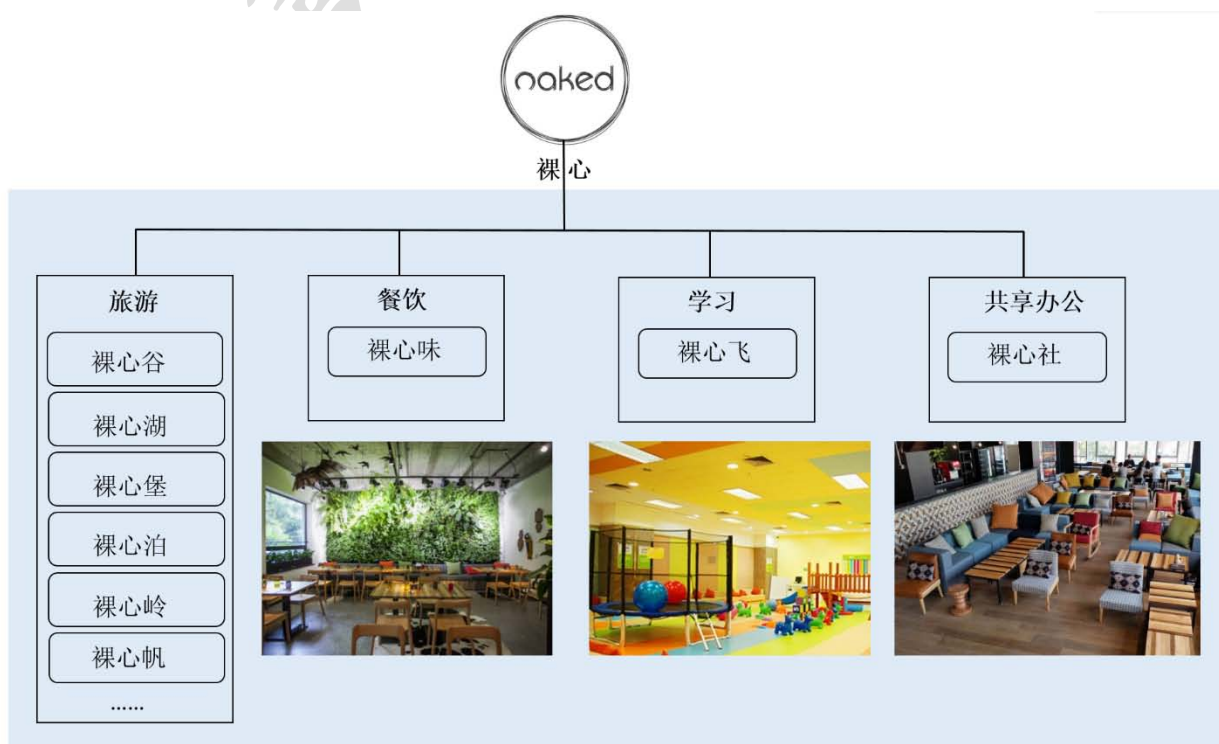 naked
裸心
旅游
裸心谷
裸心湖
裸心堡
裸心泊
裸心岭
裸心帆
......
餐饮
裸心味
学习
裸心飞
共享办公
裸心社